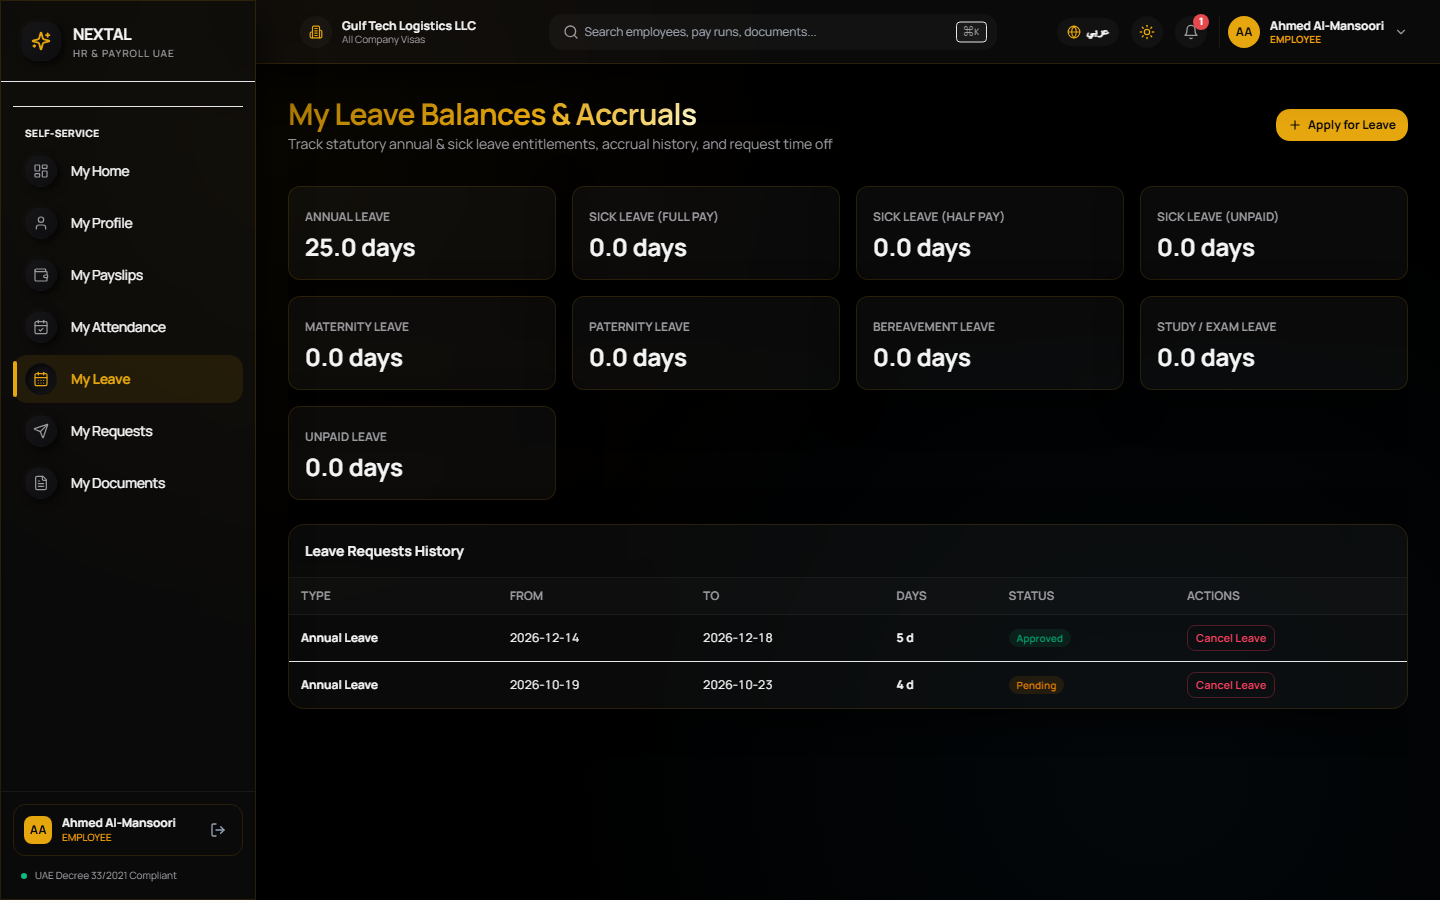 NEXTAL
HR & PAYROLL UAE
Gulf Tech Logistics LLC
All Company Visas
Search employees, pay runs, documents...
⌘K
عربي
1
AA
Ahmed Al-Mansoori
EMPLOYEE
SELF-SERVICE
My Home
My Profile
My Payslips
My Attendance
My Leave
My Requests
My Documents
AA
Ahmed Al-Mansoori
EMPLOYEE
UAE Decree 33/2021 Compliant
My Leave Balances & Accruals
Track statutory annual & sick leave entitlements, accrual history, and request time off
+ Apply for Leave
ANNUAL LEAVE
25.0 days
SICK LEAVE (FULL PAY)
0.0 days
SICK LEAVE (HALF PAY)
0.0 days
SICK LEAVE (UNPAID)
0.0 days
MATERNITY LEAVE
0.0 days
PATERNITY LEAVE
0.0 days
BEREAVEMENT LEAVE
0.0 days
STUDY / EXAM LEAVE
0.0 days
UNPAID LEAVE
0.0 days
Leave Requests History
TYPE FROM TO DAYS STATUS ACTIONS
Annual Leave 2026-12-14 2026-12-18 5 d Approved Cancel Leave
Annual Leave 2026-10-19 2026-10-23 4 d Pending Cancel Leave